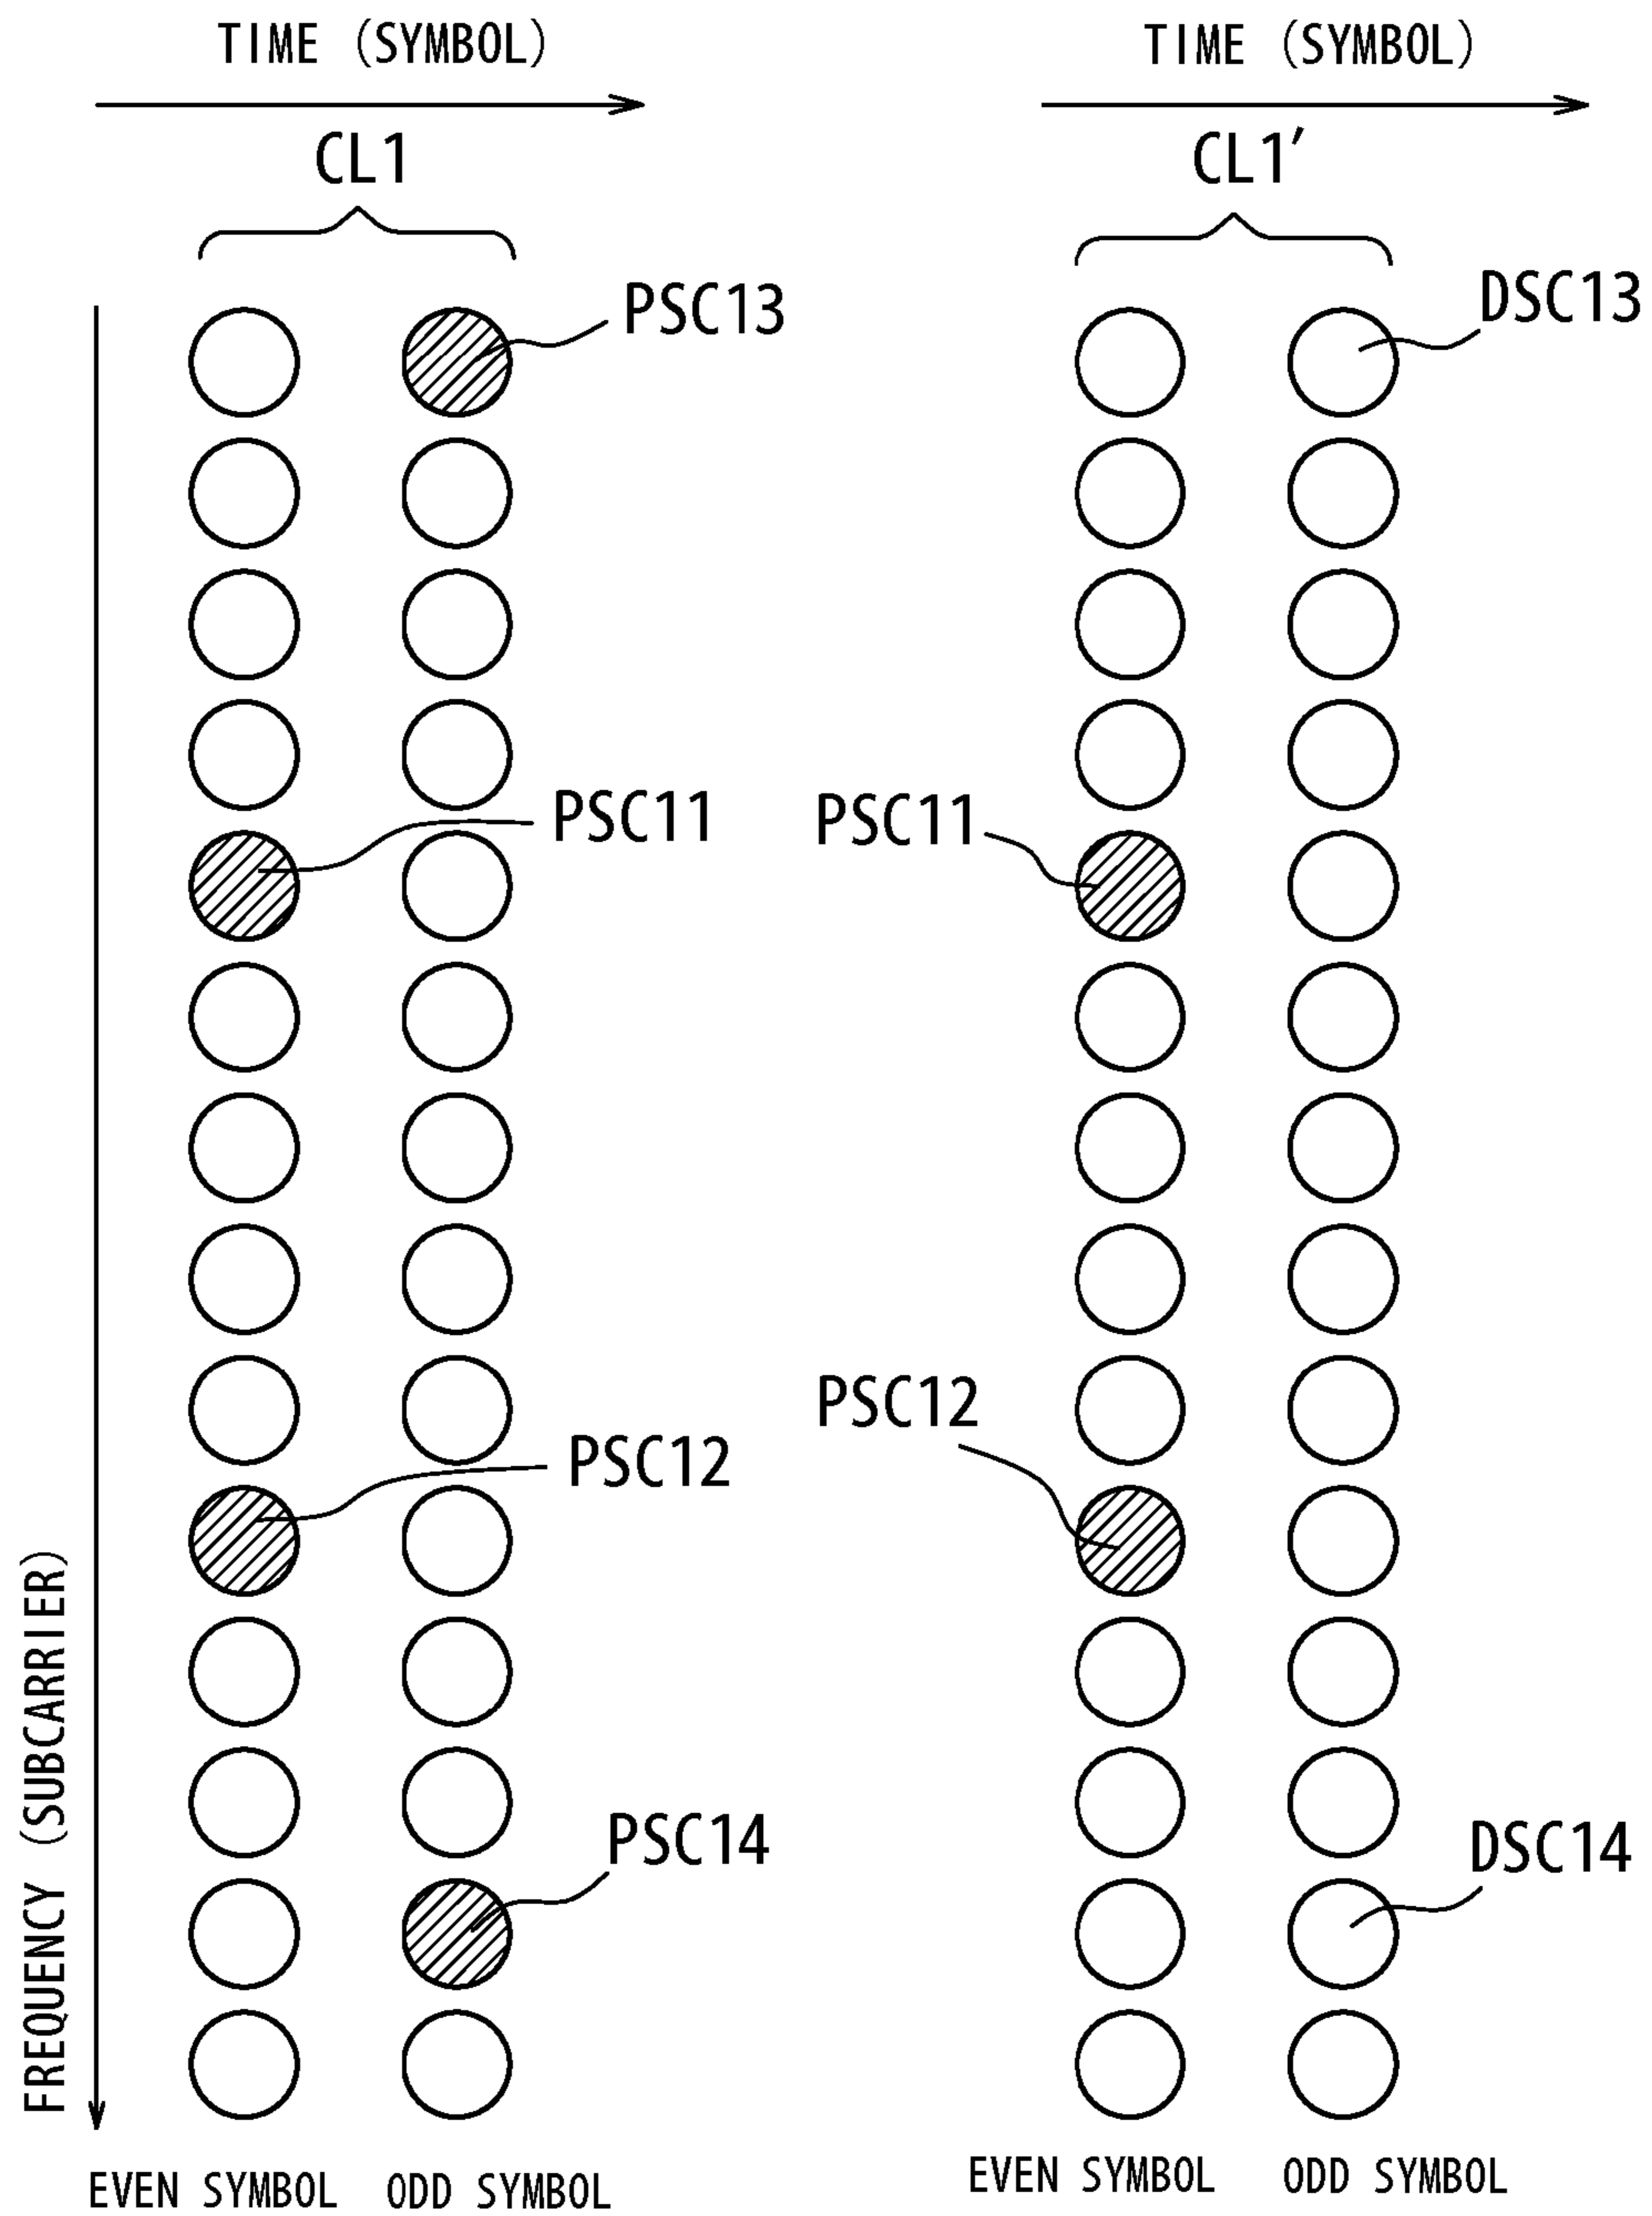 TIME (SYMBOL)
TIME (SYMBOL)
CL1
CL1′
PSC13
DSC13
PSC11
PSC11
PSC12
PSC12
PSC14
DSC14
FREQUENCY (SUBCARRIER)
EVEN SYMBOL
ODD SYMBOL
EVEN SYMBOL
ODD SYMBOL